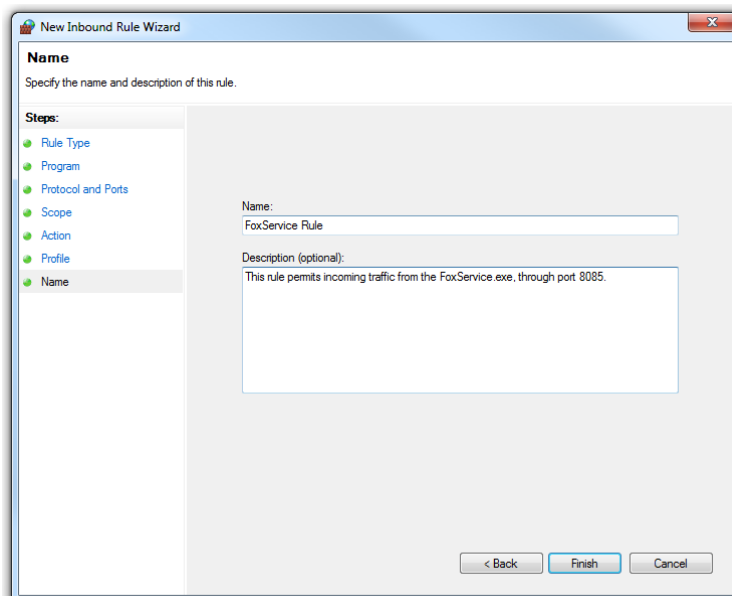 New Inbound Rule Wizard
Name
Specify the name and description of this rule.
Steps:
Rule Type
Program
Protocol and Ports
Scope
Action
Profile
Name
Name:
FoxService Rule
Description (optional):
This rule permits incoming traffic from the FoxService.exe, through port 8085.
< Back Finish Cancel